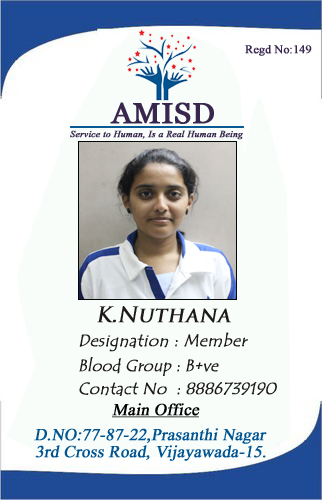 Regd No:149
AMISD
Service to Human, Is a Real Human Being
K.NUTHANA
Designation : Member
Blood Group : B+ve
Contact No : 8886739190
Main Office
D.NO:77-87-22,Prasanthi Nagar
3rd Cross Road, Vijayawada-15.